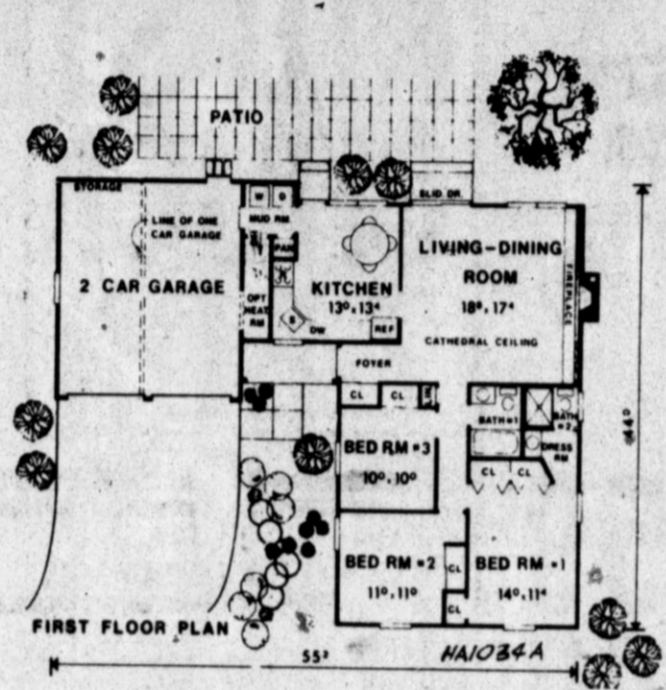 PATIO
STORAGE
LINE OF ONE
CAR GARAGE
2 CAR GARAGE
W D
MUD RM
PAN
OPT
HEAT
RM
KITCHEN
13⁰.13⁴
DW
REF
SLID DR.
LIVING-DINING
ROOM
18⁸.17⁴
CATHEDRAL CEILING
FIREPLACE
FOYER
CL
CL
BATH #1
BATH
#2
DRESS
RM
CL CL
BED RM #3
10⁰.10⁰
BED RM #2
11⁰.11⁰
CL
CL
BED RM #1
14⁰.11⁴
44⁰
FIRST FLOOR PLAN
55²
HA1034A